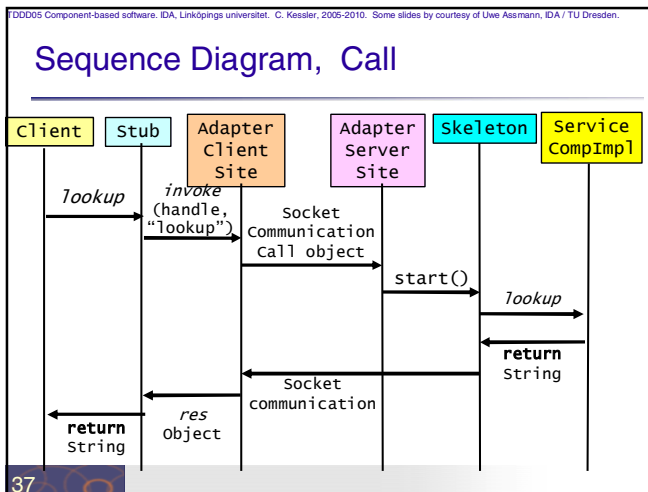 TDDD05 Component-based software. IDA, Linköpings universitet. C. Kessler, 2005-2010. Some slides by courtesy of Uwe Assmann, IDA / TU Dresden.
Sequence Diagram, Call
Client
Stub
Adapter
Client
Site
Adapter
Server
Site
Skeleton
Service
CompImpl
lookup
invoke
(handle,
“lookup”)
Socket
Communication
Call object
start()
lookup
return
String
Socket
communication
res
Object
return
String
37